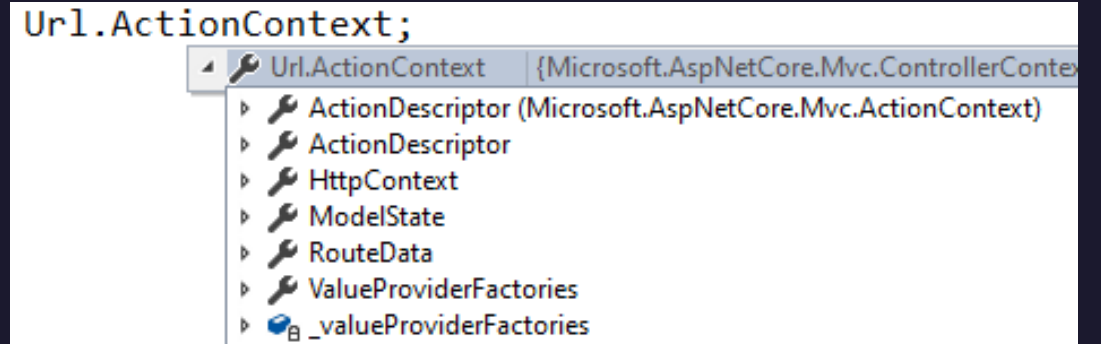 Url.ActionContext;
Url.ActionContext {Microsoft.AspNetCore.Mvc.ControllerContex
ActionDescriptor (Microsoft.AspNetCore.Mvc.ActionContext)
ActionDescriptor
HttpContext
ModelState
RouteData
ValueProviderFactories
_valueProviderFactories